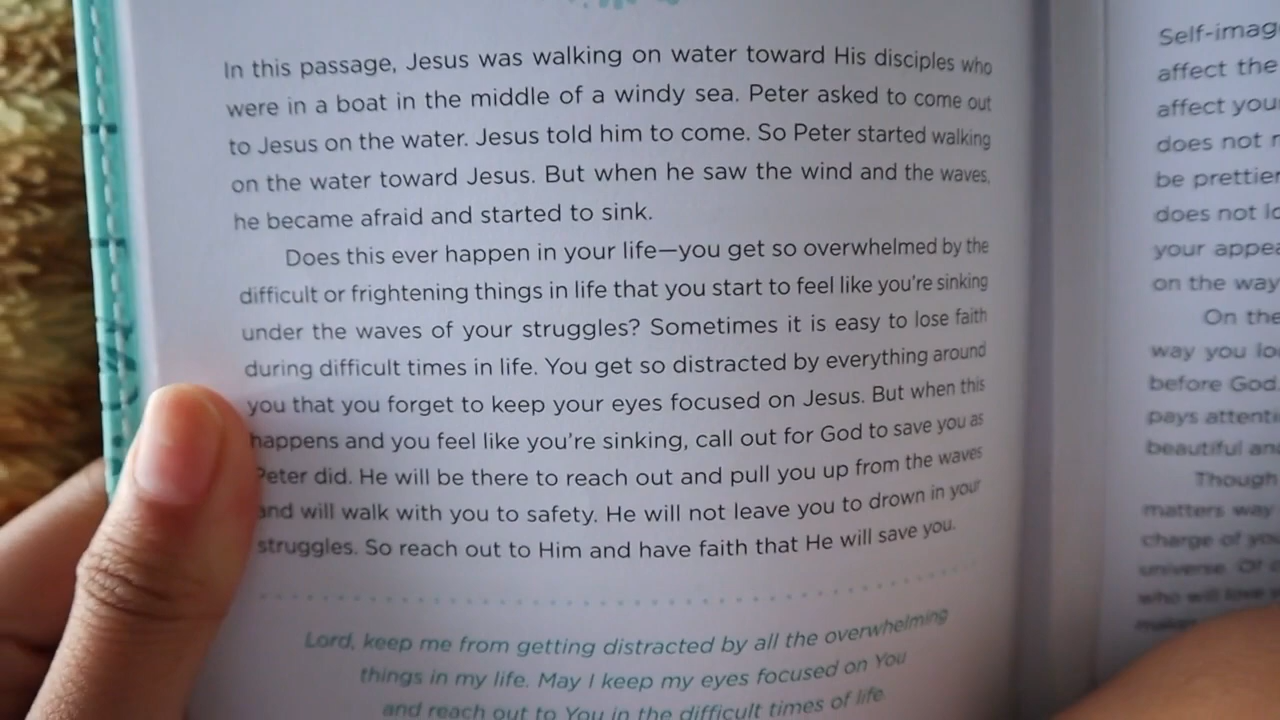 In this passage, Jesus was walking on water toward His disciples who
were in a boat in the middle of a windy sea. Peter asked to come out
to Jesus on the water. Jesus told him to come. So Peter started walking
on the water toward Jesus. But when he saw the wind and the waves,
he became afraid and started to sink.
Does this ever happen in your life—you get so overwhelmed by the
difficult or frightening things in life that you start to feel like you're sinking
under the waves of your struggles? Sometimes it is easy to lose faith
during difficult times in life. You get so distracted by everything around
you that you forget to keep your eyes focused on Jesus. But when this
happens and you feel like you're sinking, call out for God to save you as
Peter did. He will be there to reach out and pull you up from the waves
and will walk with you to safety. He will not leave you to drown in your
struggles. So reach out to Him and have faith that He will save you.
Lord, keep me from getting distracted by all the overwhelming
things in my life. May I keep my eyes focused on You
and reach out to You in the difficult times of life.
Self-imag
affect the
affect you
does not
be prettier
does not
your appea
on the way
On the
way you
before God
pays
beautiful
Though
matters way
charge of
universe. Of
who will love